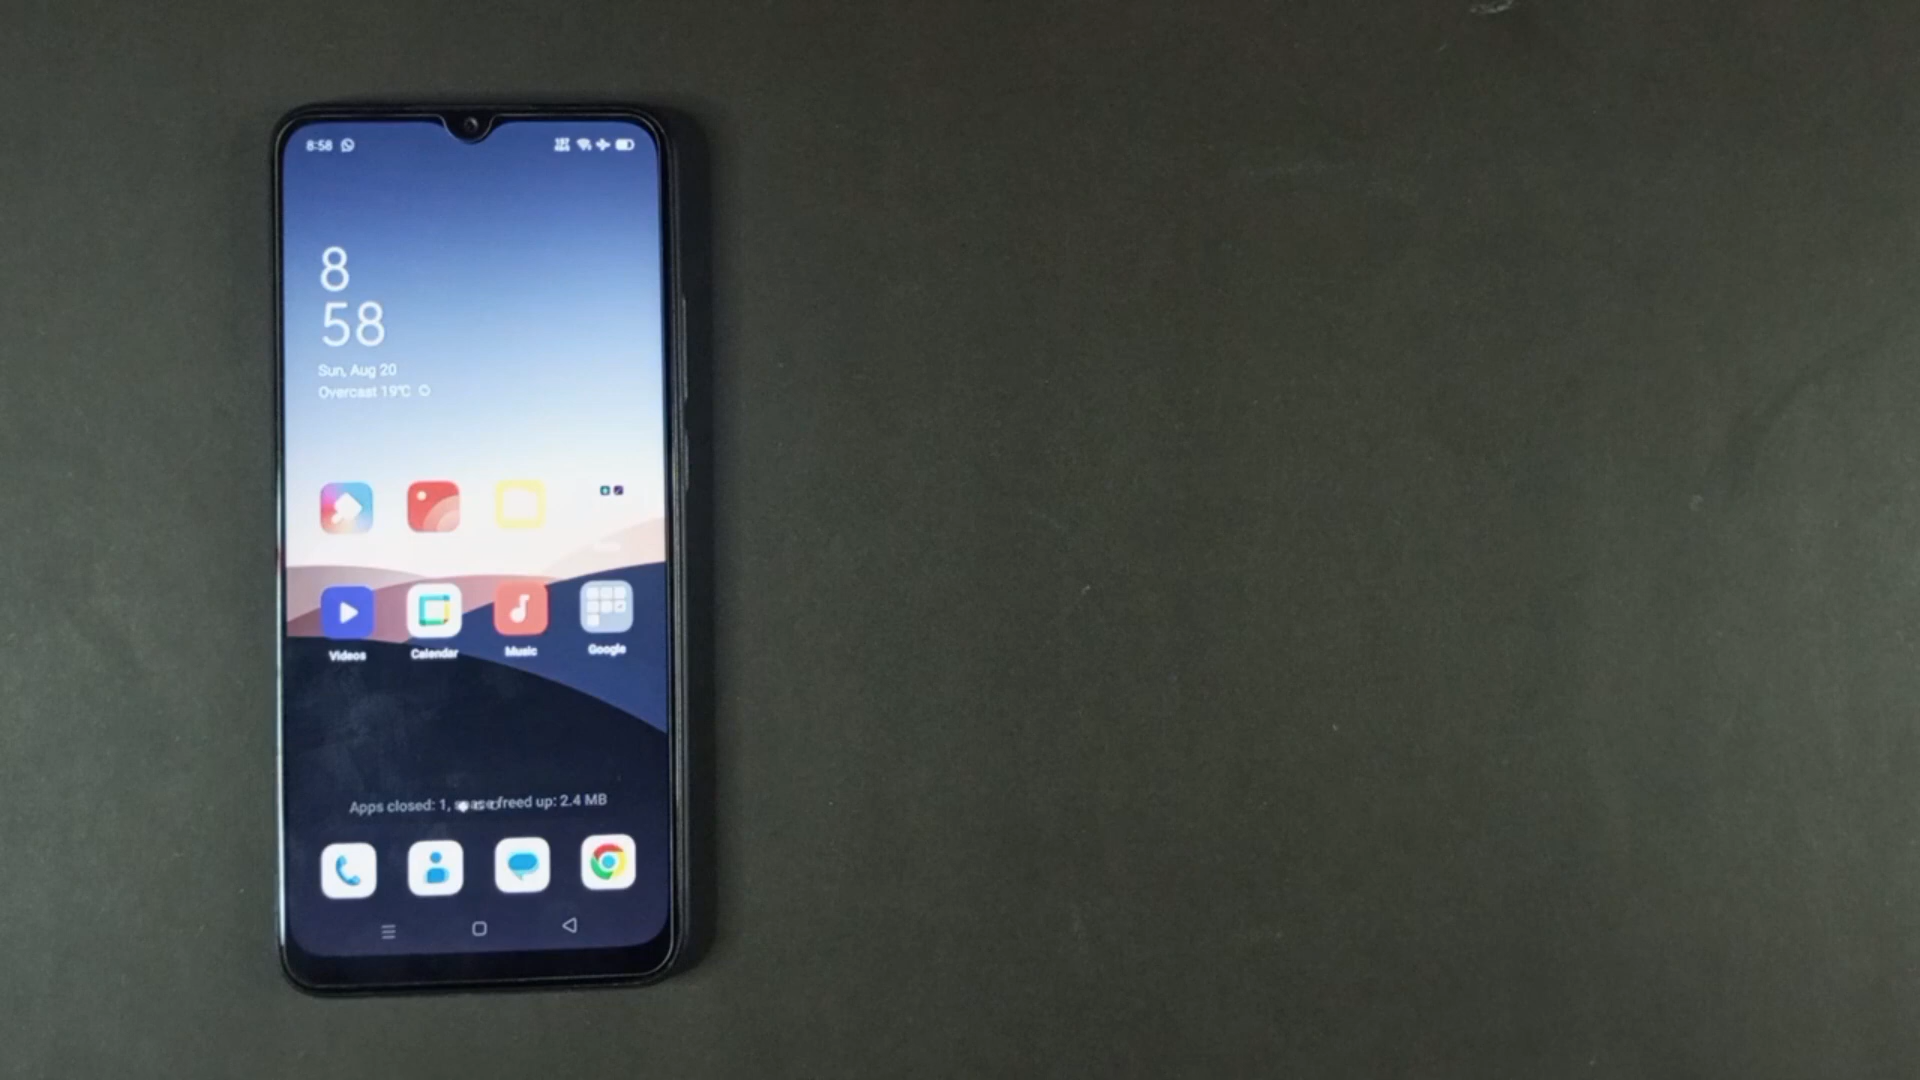 8:58
8
58
Sun, Aug 20
Overcast 19°C
Videos Calendar Music Google
Apps closed: 1, space freed up: 2.4 MB